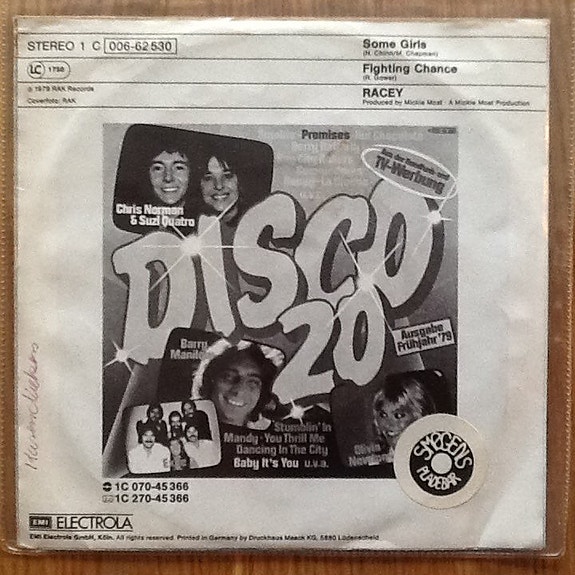 STEREO 1 C 006-62 530
Some Girls
(N. Chinn/M. Chapman)
LC 1750
Fighting Chance
(R. Gower)
℗ 1979 RAK Records
RACEY
Coverfoto: RAK
Produced by Mickie Most · A Mickie Most Production
Premises
Aus der Rundfunk- und
TV-Werbung
u.v.a.
Chris Norman
& Suzi Quatro
DISCO
20
Ausgabe
Frühjahr '79
Barry
Manilow
Stumblin' In
Mandy · You Thrill Me
Dancing In The City
Baby It's You u.v.a.
Olivia
SMØGENS
PLADEBAR
1C 070-45 366
1C 270-45 366
EMI ELECTROLA
EMI Electrola GmbH, Köln. All rights reserved. Printed in Germany by Druckhaus Maack KG, 5880 Lüdenscheid